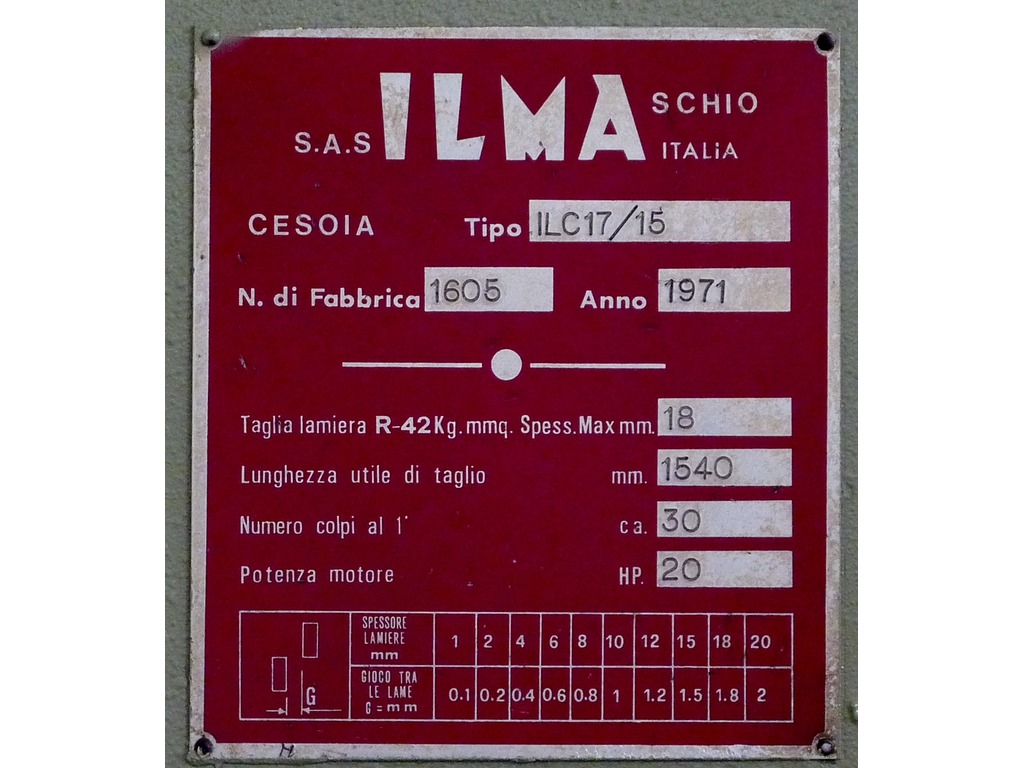 S.A.S ILMA SCHIO
ITALiA
CESOIA Tipo ILC17/15
N. di Fabbrica 1605 Anno 1971
Taglia lamiera R-42Kg.mmq. Spess.Max mm. 18
Lunghezza utile di taglio mm. 1540
Numero colpi al 1' ca. 30
Potenza motore HP. 20
SPESSORE LAMIERE mm 1 2 4 6 8 10 12 15 18 20
GIOCO TRA LE LAME G=mm 0.1 0.2 0.4 0.6 0.8 1 1.2 1.5 1.8 2
G
M